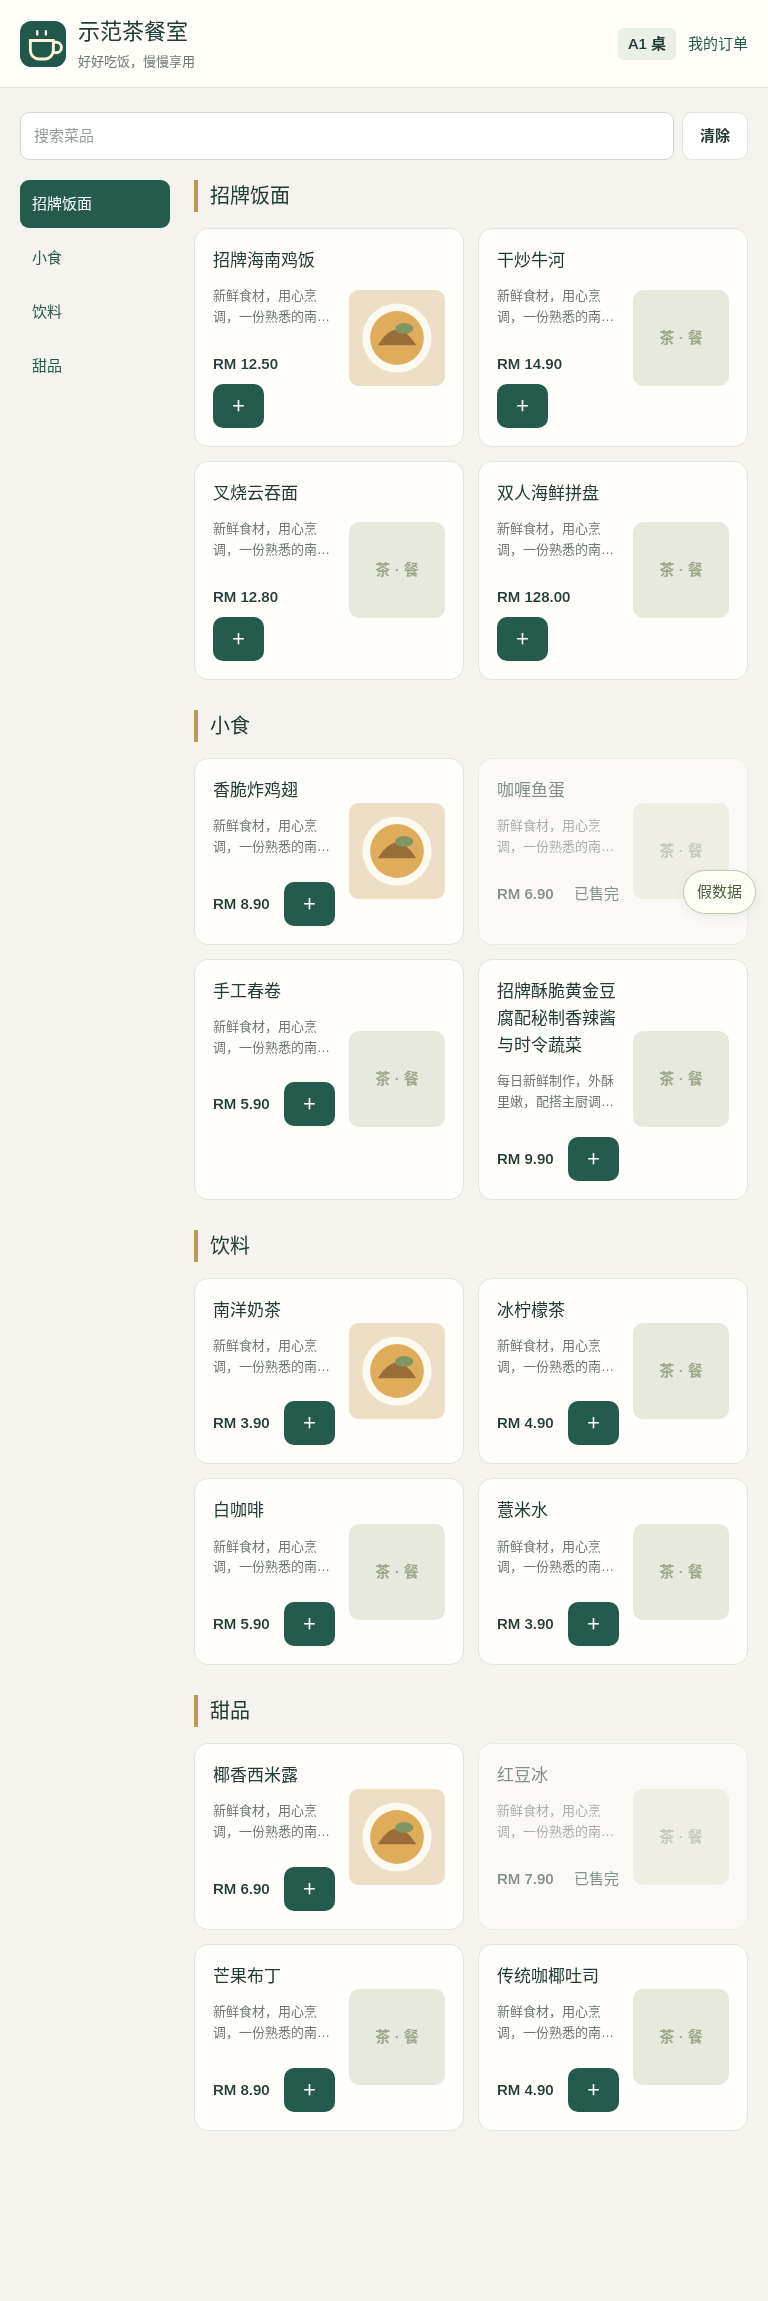 示范茶餐室
好好吃饭，慢慢享用
A1 桌
我的订单
搜索菜品
清除
招牌饭面
小食
饮料
甜品
招牌饭面
招牌海南鸡饭
新鲜食材，用心烹
调，一份熟悉的南…
RM 12.50
+
干炒牛河
新鲜食材，用心烹
调，一份熟悉的南…
茶 · 餐
RM 14.90
+
叉烧云吞面
新鲜食材，用心烹
调，一份熟悉的南…
茶 · 餐
RM 12.80
+
双人海鲜拼盘
新鲜食材，用心烹
调，一份熟悉的南…
茶 · 餐
RM 128.00
+
小食
香脆炸鸡翅
新鲜食材，用心烹
调，一份熟悉的南…
RM 8.90
+
咖喱鱼蛋
新鲜食材，用心烹
调，一份熟悉的南…
茶 · 餐
RM 6.90
已售完
假数据
手工春卷
新鲜食材，用心烹
调，一份熟悉的南…
茶 · 餐
RM 5.90
+
招牌酥脆黄金豆
腐配秘制香辣酱
与时令蔬菜
每日新鲜制作，外酥
里嫩，配搭主厨调…
茶 · 餐
RM 9.90
+
饮料
南洋奶茶
新鲜食材，用心烹
调，一份熟悉的南…
RM 3.90
+
冰柠檬茶
新鲜食材，用心烹
调，一份熟悉的南…
茶 · 餐
RM 4.90
+
白咖啡
新鲜食材，用心烹
调，一份熟悉的南…
茶 · 餐
RM 5.90
+
薏米水
新鲜食材，用心烹
调，一份熟悉的南…
茶 · 餐
RM 3.90
+
甜品
椰香西米露
新鲜食材，用心烹
调，一份熟悉的南…
RM 6.90
+
红豆冰
新鲜食材，用心烹
调，一份熟悉的南…
茶 · 餐
RM 7.90
已售完
芒果布丁
新鲜食材，用心烹
调，一份熟悉的南…
茶 · 餐
RM 8.90
+
传统咖椰吐司
新鲜食材，用心烹
调，一份熟悉的南…
茶 · 餐
RM 4.90
+